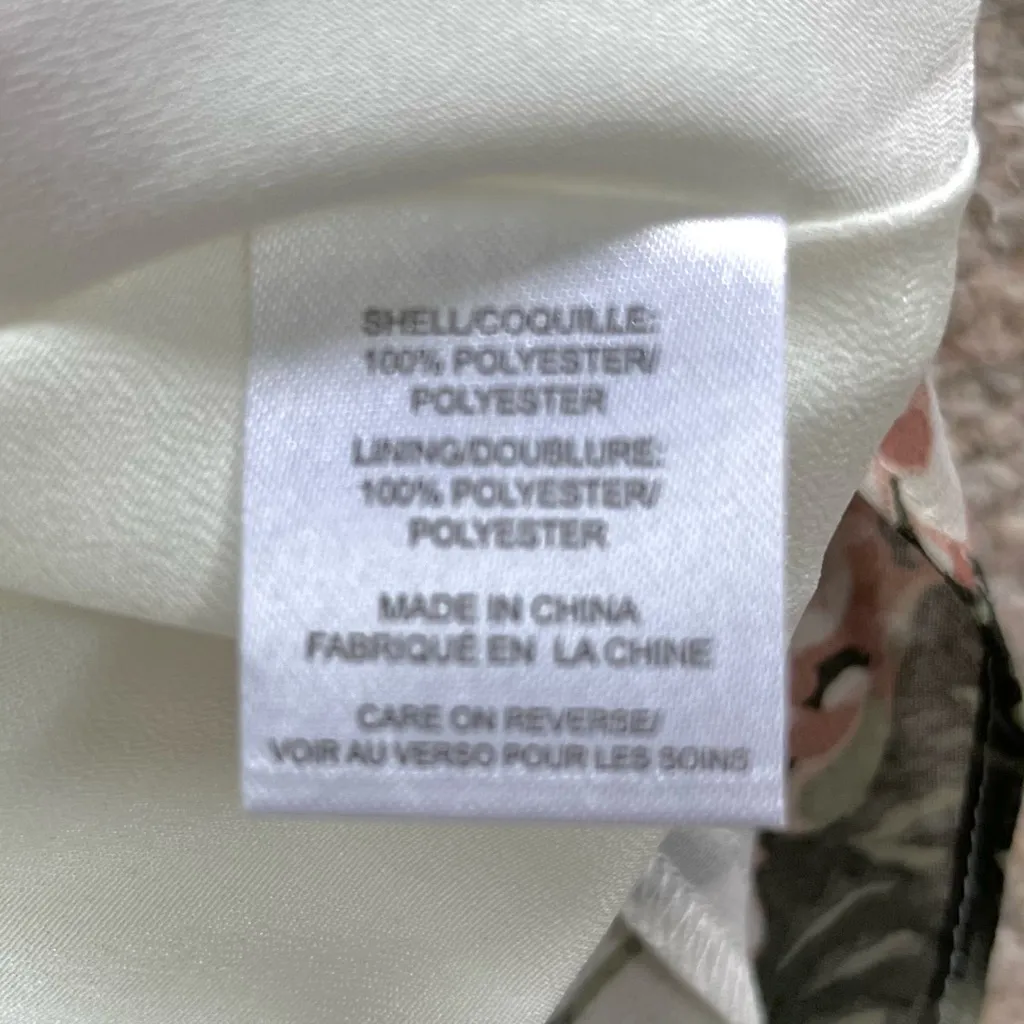 SHELL/COQUILLE:
100% POLYESTER/
POLYESTER
LINING/DOUBLURE:
100% POLYESTER/
POLYESTER
MADE IN CHINA
FABRIQUÉ EN LA CHINE
CARE ON REVERSE/
VOIR AU VERSO POUR LES SOINS